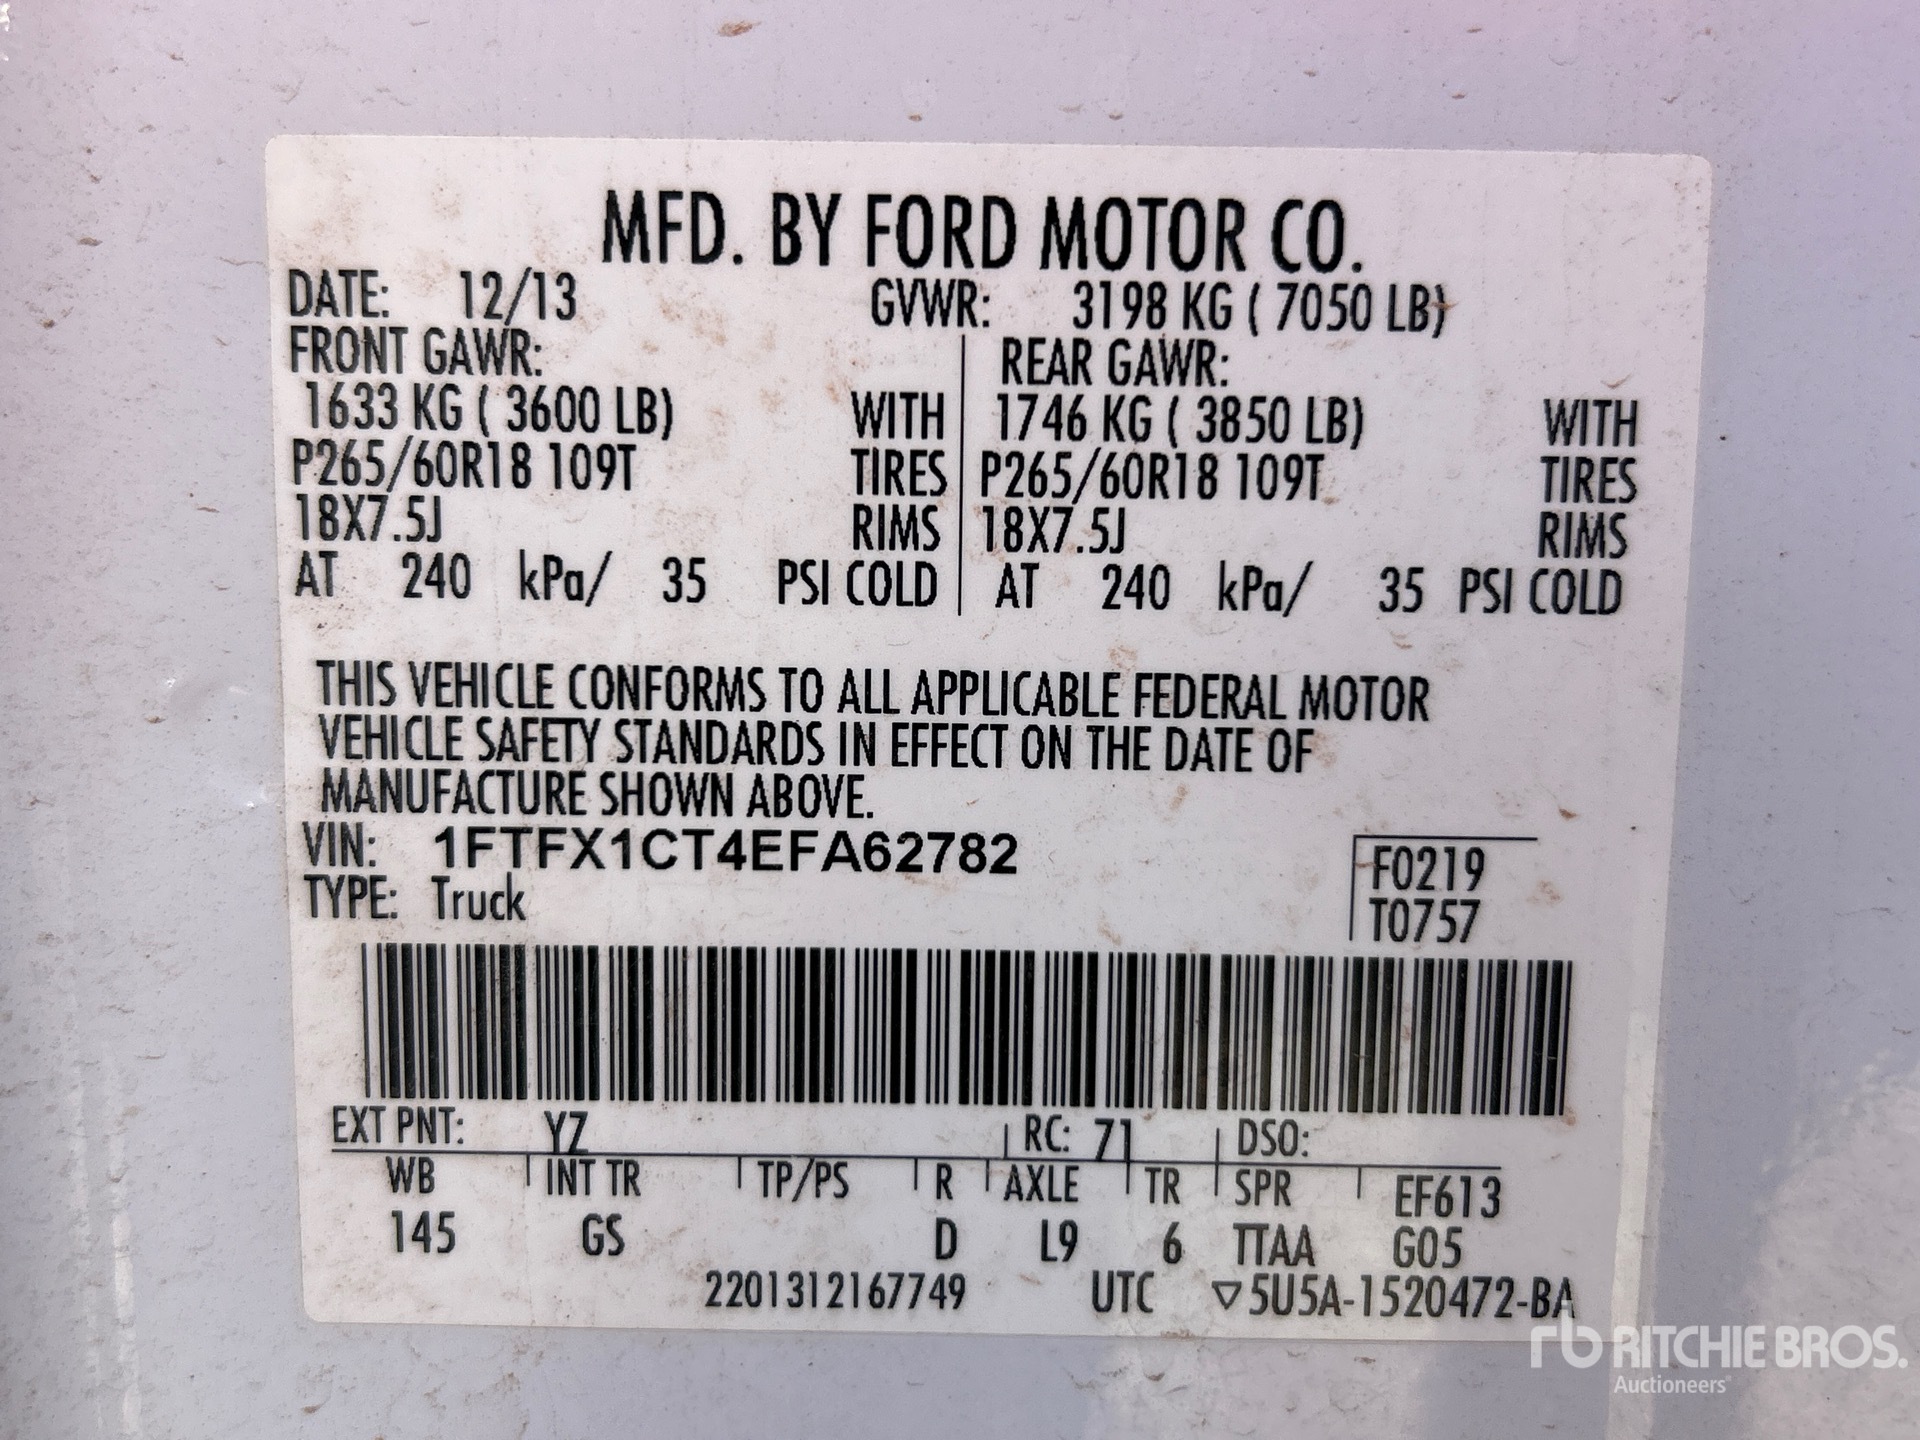 MFD. BY FORD MOTOR CO.
DATE: 12/13 GVWR: 3198 KG ( 7050 LB)
FRONT GAWR: REAR GAWR:
1633 KG ( 3600 LB) WITH 1746 KG ( 3850 LB) WITH
P265/60R18 109T TIRES P265/60R18 109T TIRES
18X7.5J RIMS 18X7.5J RIMS
AT 240 kPa/ 35 PSI COLD AT 240 kPa/ 35 PSI COLD
THIS VEHICLE CONFORMS TO ALL APPLICABLE FEDERAL MOTOR
VEHICLE SAFETY STANDARDS IN EFFECT ON THE DATE OF
MANUFACTURE SHOWN ABOVE.
VIN: 1FTFX1CT4EFA62782 F0219
TYPE: Truck T0757
EXT PNT: YZ RC: 71 DSO:
WB INT TR TP/PS R AXLE TR SPR EF613
145 GS D L9 6 TTAA G05
2201312167749 UTC ▽5U5A-1520472-BA
rb RITCHIE BROS.
Auctioneers